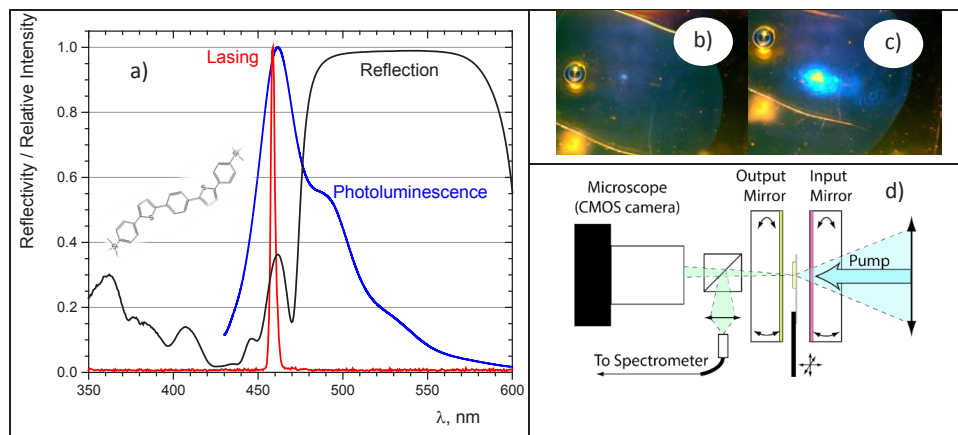 Reflectivity / Relative Intensity
1.0
0.8
0.6
0.4
0.2
0.0
350
400
450
500
550
600
λ, nm
a)
Lasing
Reflection
Photoluminescence
b)
c)
d)
Microscope
(CMOS camera)
Output
Mirror
Input
Mirror
Pump
To Spectrometer